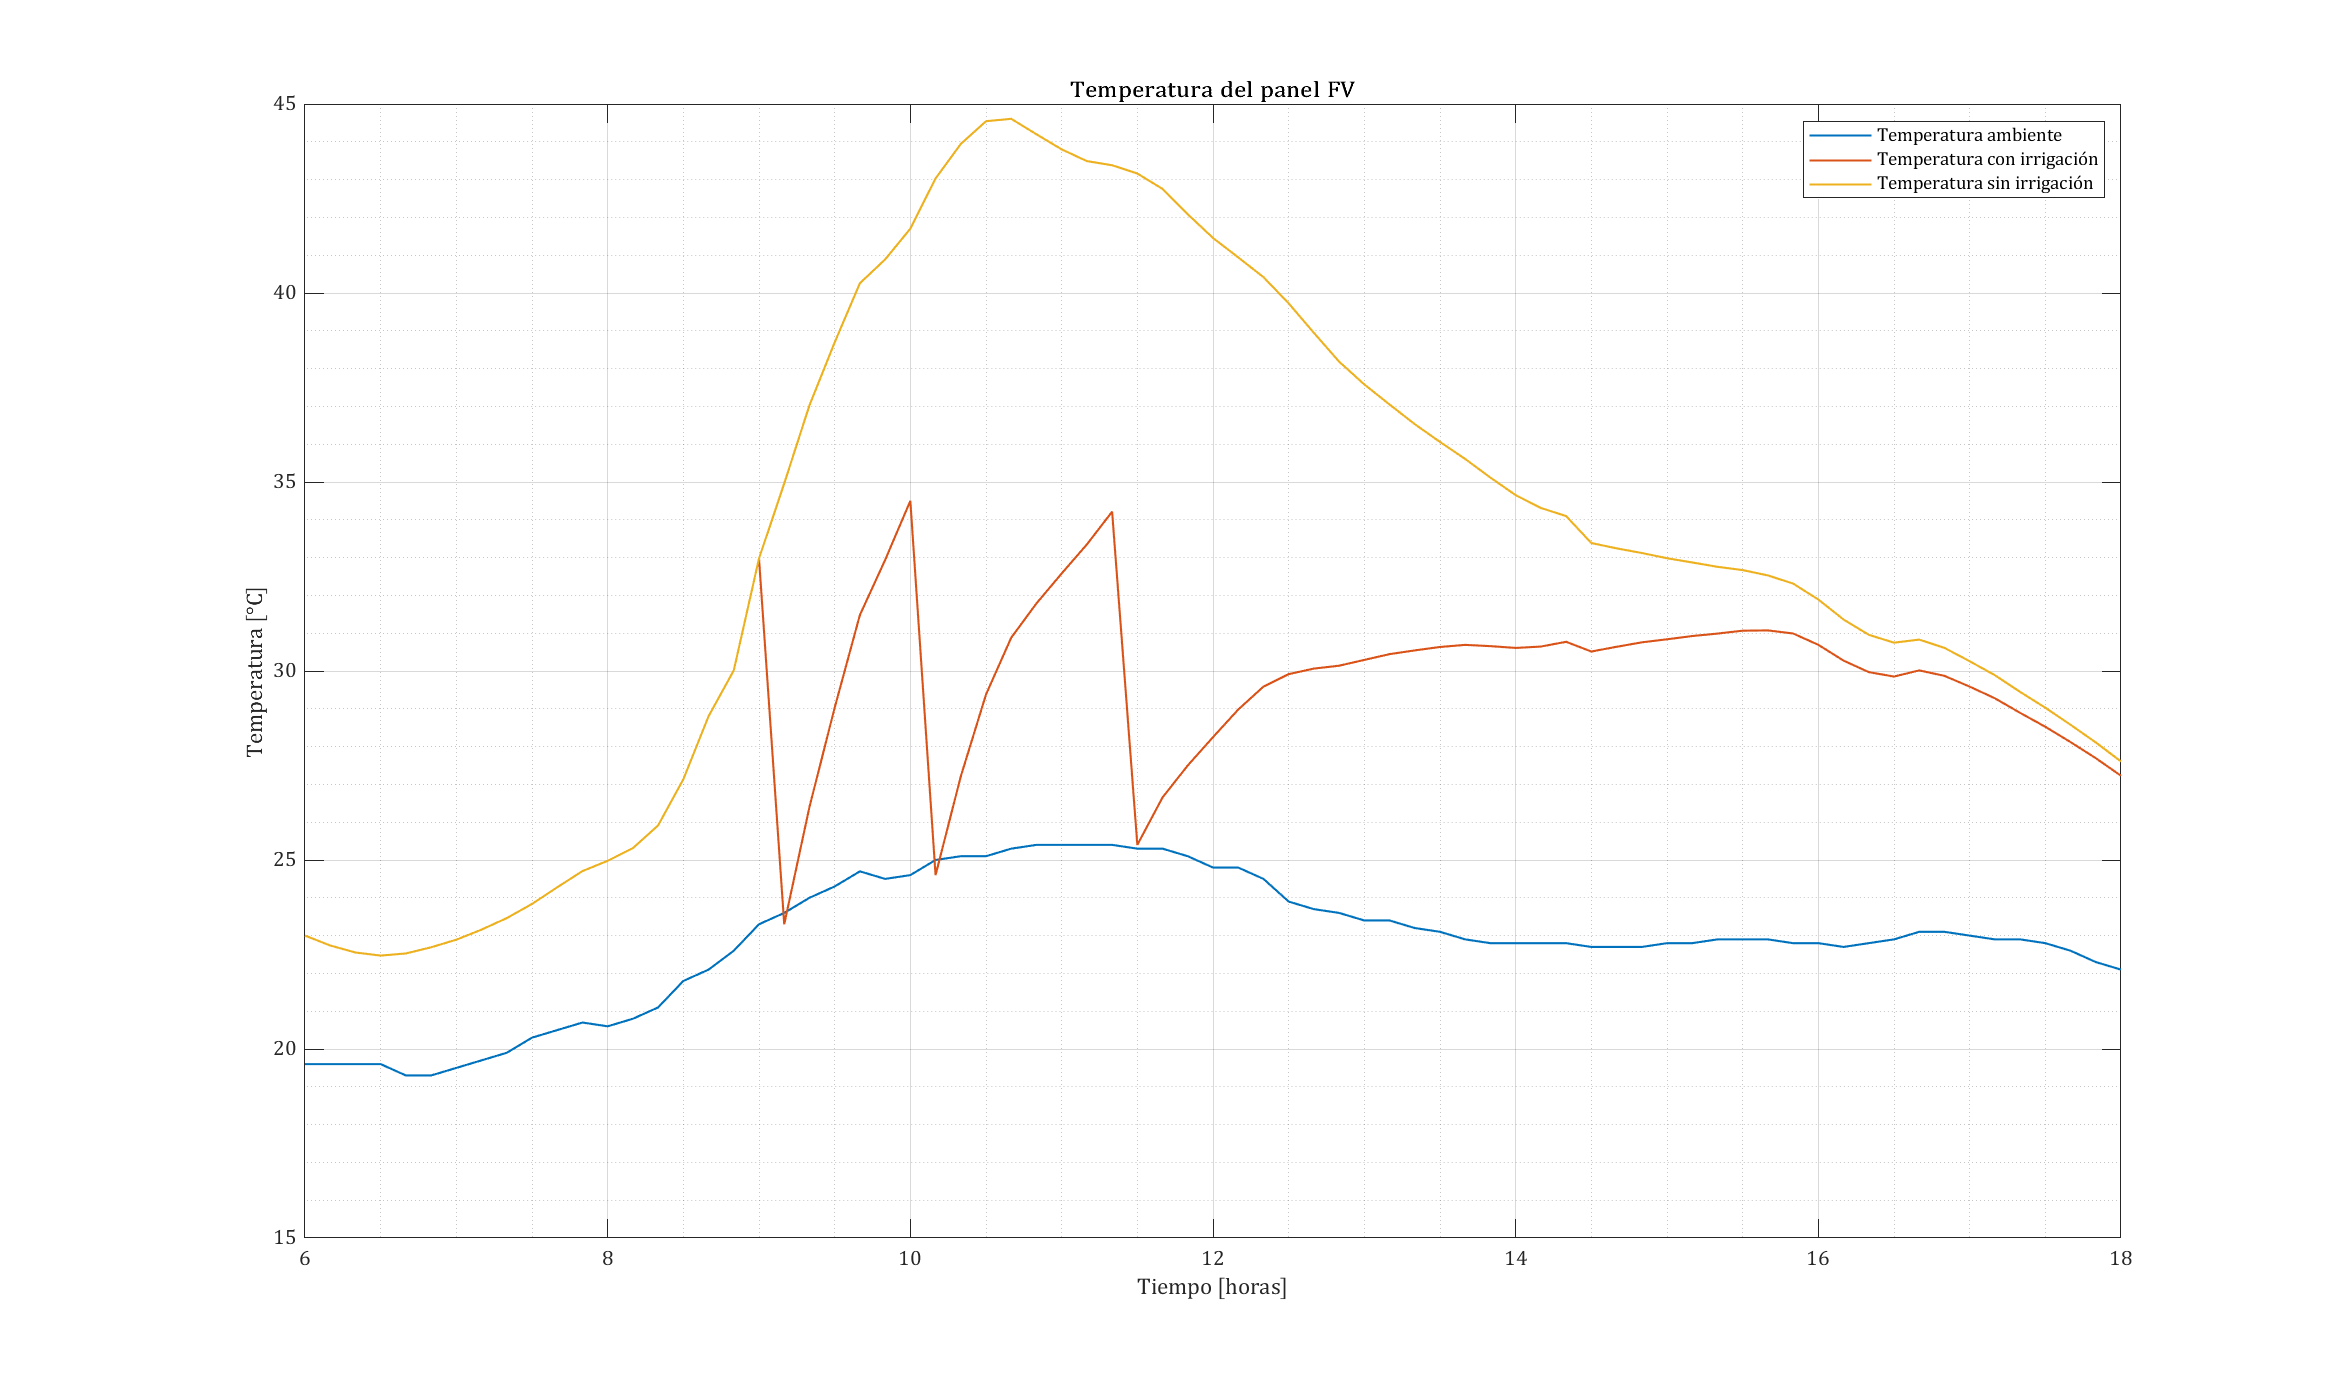 Temperatura del panel FV
45
40
35
30
25
20
15
Temperatura [°C]
Temperatura ambiente
Temperatura con irrigación
Temperatura sin irrigación
6 8 10 12 14 16 18
Tiempo [horas]